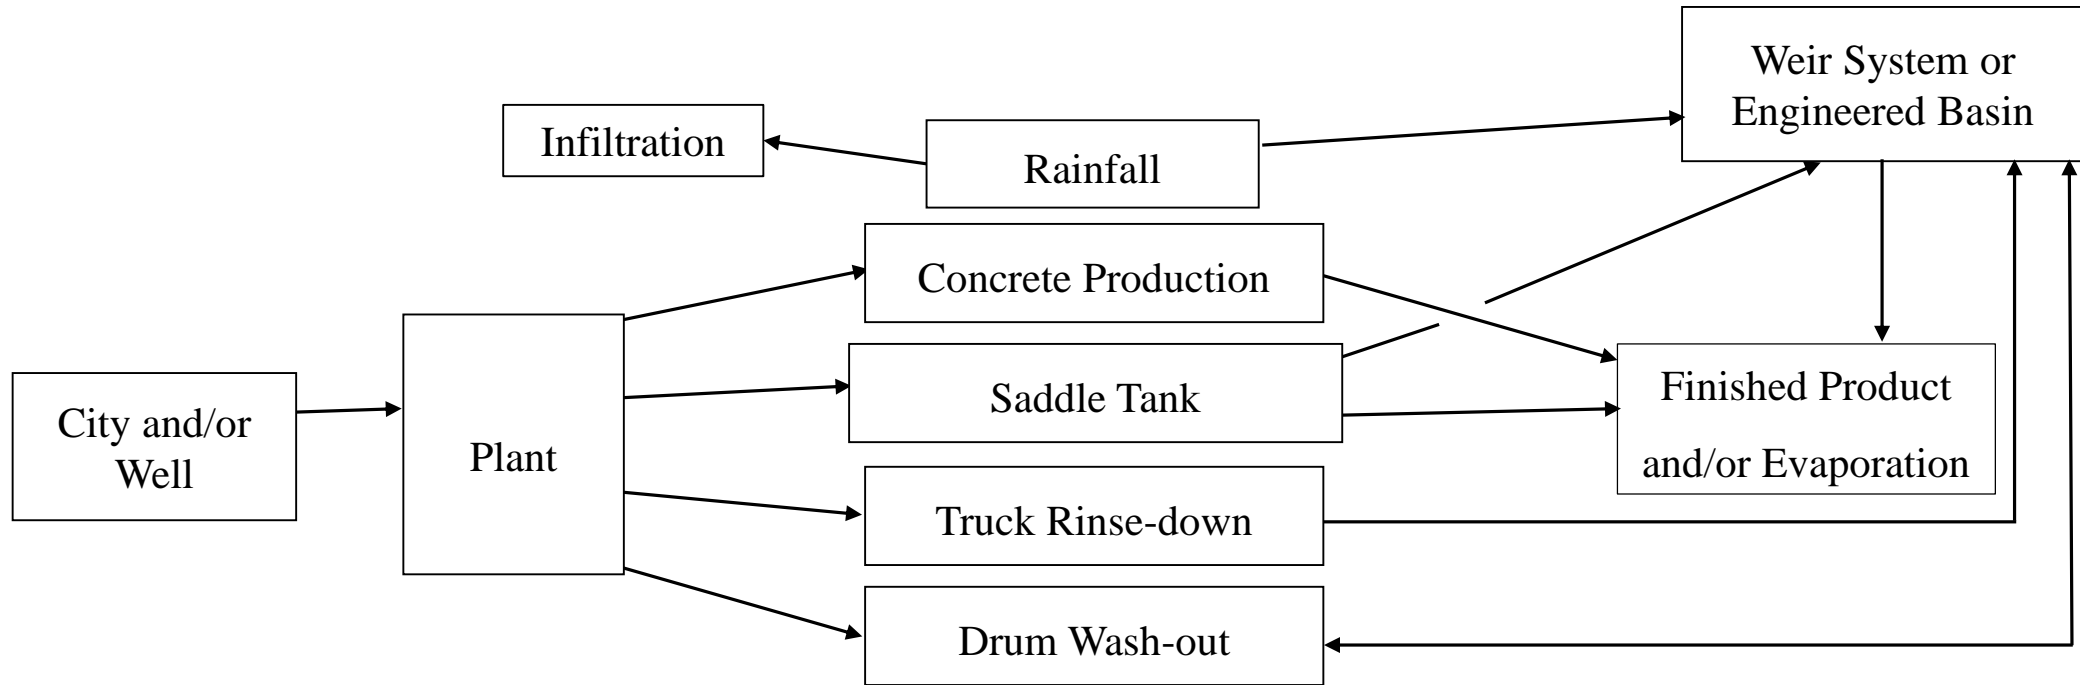 Weir System or
Engineered Basin
Infiltration
Rainfall
Concrete Production
Saddle Tank
Finished Product
and/or Evaporation
City and/or
Well
Plant
Truck Rinse-down
Drum Wash-out